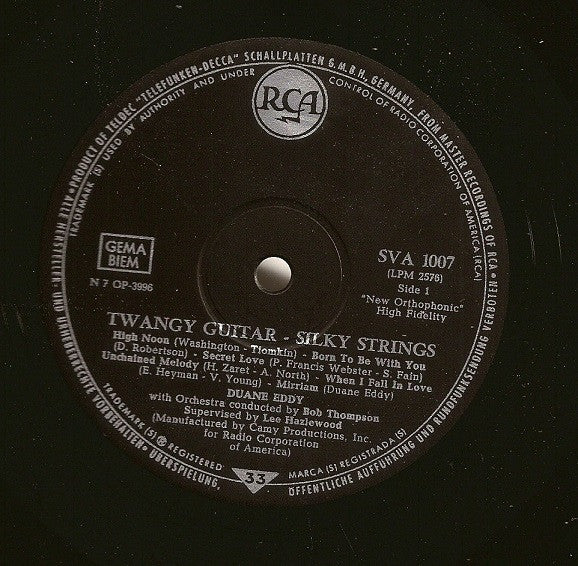 PRODUCT OF TELDEC "TELEFUNKEN-DECCA" SCHALLPLATTEN G.M.B.H, GERMANY, FROM MASTER RECORDINGS OF RCA
TRADEMARK (S) USED BY AUTHORITY AND UNDER CONTROL OF RADIO CORPORATION OF AMERICA (RCA)
RCA
GEMA
BIEM
N 7 OP-3996
SVA 1007
(LPM 2576)
Side 1
"New Orthophonic"
High Fidelity
TWANGY GUITAR - SILKY STRINGS
High Noon (Washington - Tiomkin) - Born To Be With You
(D. Robertson) - Secret Love (P. Francis Webster - S. Fain)
Unchained Melody (H. Zaret - A. North) - When I Fall In Love
(E. Heyman - V. Young) - Mirriam (Duane Eddy)
DUANE EDDY
with Orchestra conducted by Bob Thompson
Supervised by Lee Hazlewood
(Manufactured by Camy Productions, Inc.
for Radio Corporation
of America)
TRADEMARK (S) ® REGISTERED
33
MARCA (S) REGISTRADA (S)
ALLE HERSTELLER- UND URHEBERRECHTE VORBEHALTEN • ÜBERSPIELUNG, ÖFFENTLICHE AUFFÜHRUNG UND RUNDFUNKSENDUNG VERBOTEN